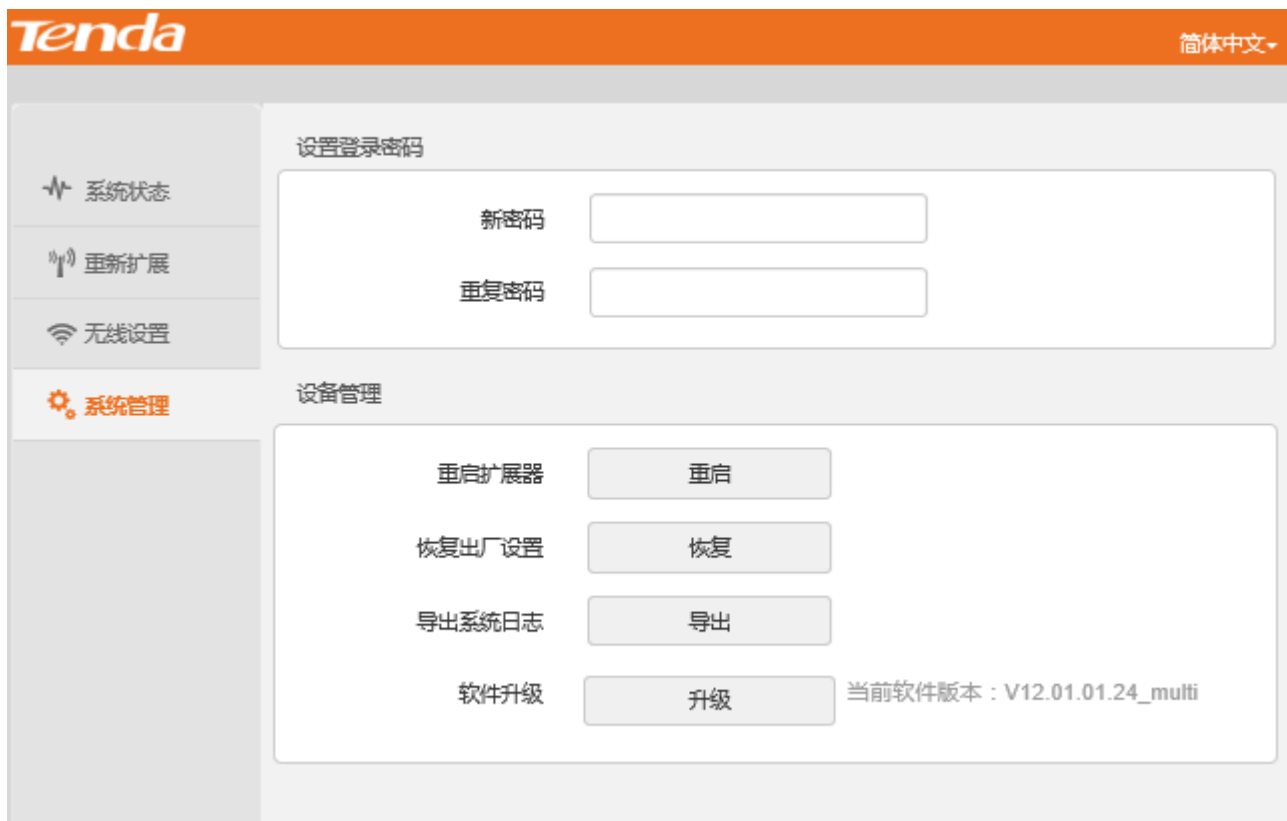 Tenda
简体中文
设置登录密码
系统状态
新密码
重新扩展
重复密码
无线设置
设备管理
系统管理
重启扩展器 重启
恢复出厂设置 恢复
导出系统日志 导出
软件升级 升级 当前软件版本：V12.01.01.24_multi